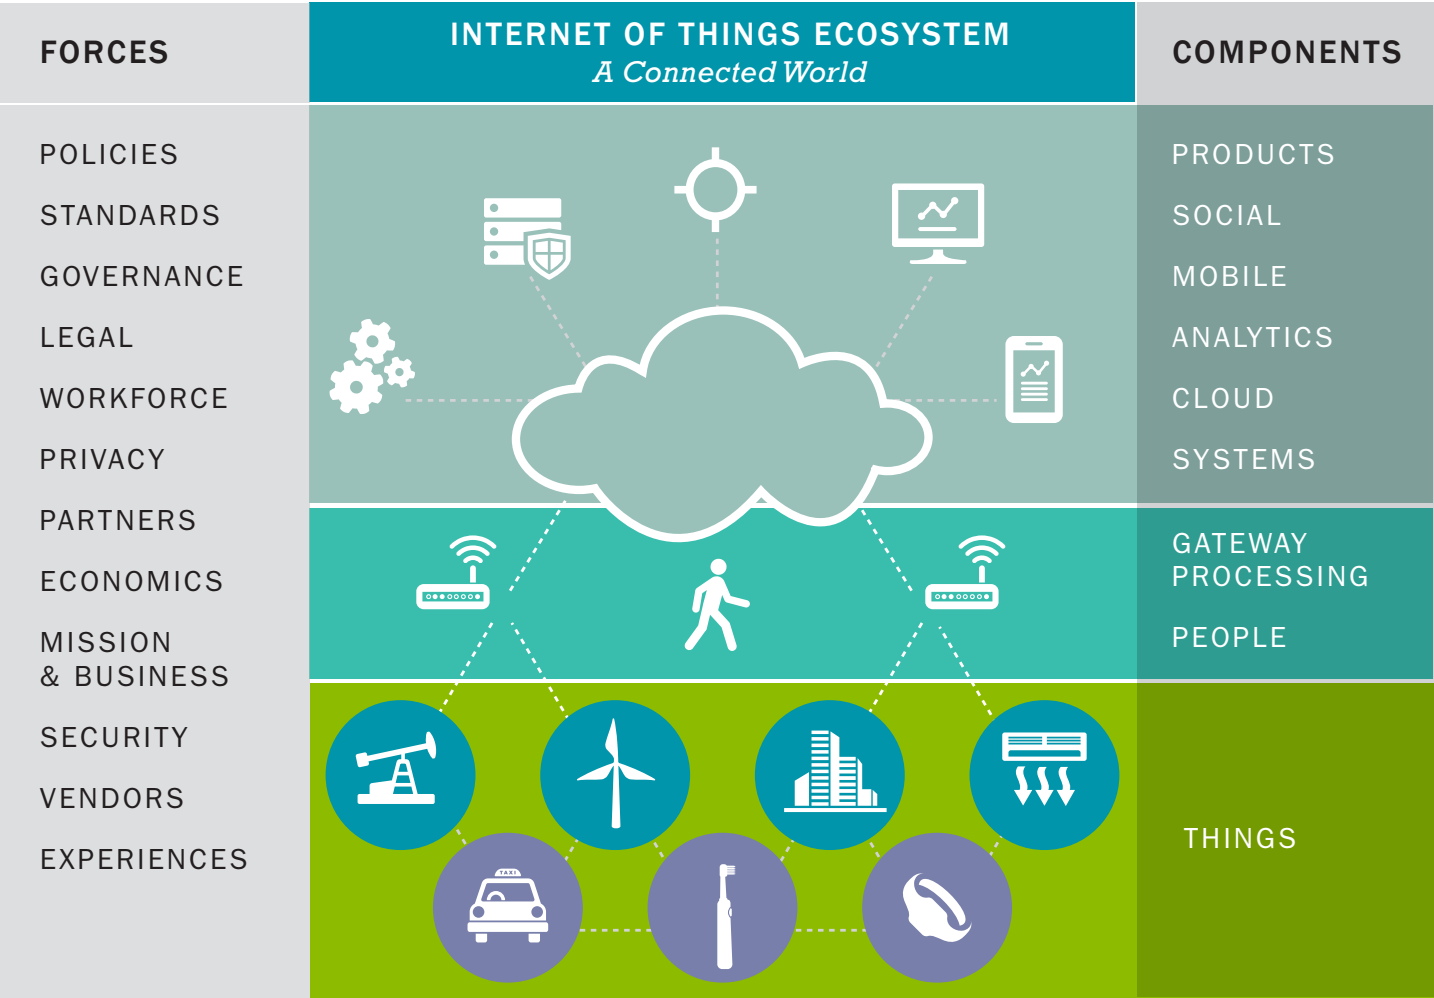 FORCES
INTERNET OF THINGS ECOSYSTEM
A Connected World
COMPONENTS
POLICIES
STANDARDS
GOVERNANCE
LEGAL
WORKFORCE
PRIVACY
PARTNERS
ECONOMICS
MISSION
& BUSINESS
SECURITY
VENDORS
EXPERIENCES
TAXI
PRODUCTS
SOCIAL
MOBILE
ANALYTICS
CLOUD
SYSTEMS
GATEWAY
PROCESSING
PEOPLE
THINGS